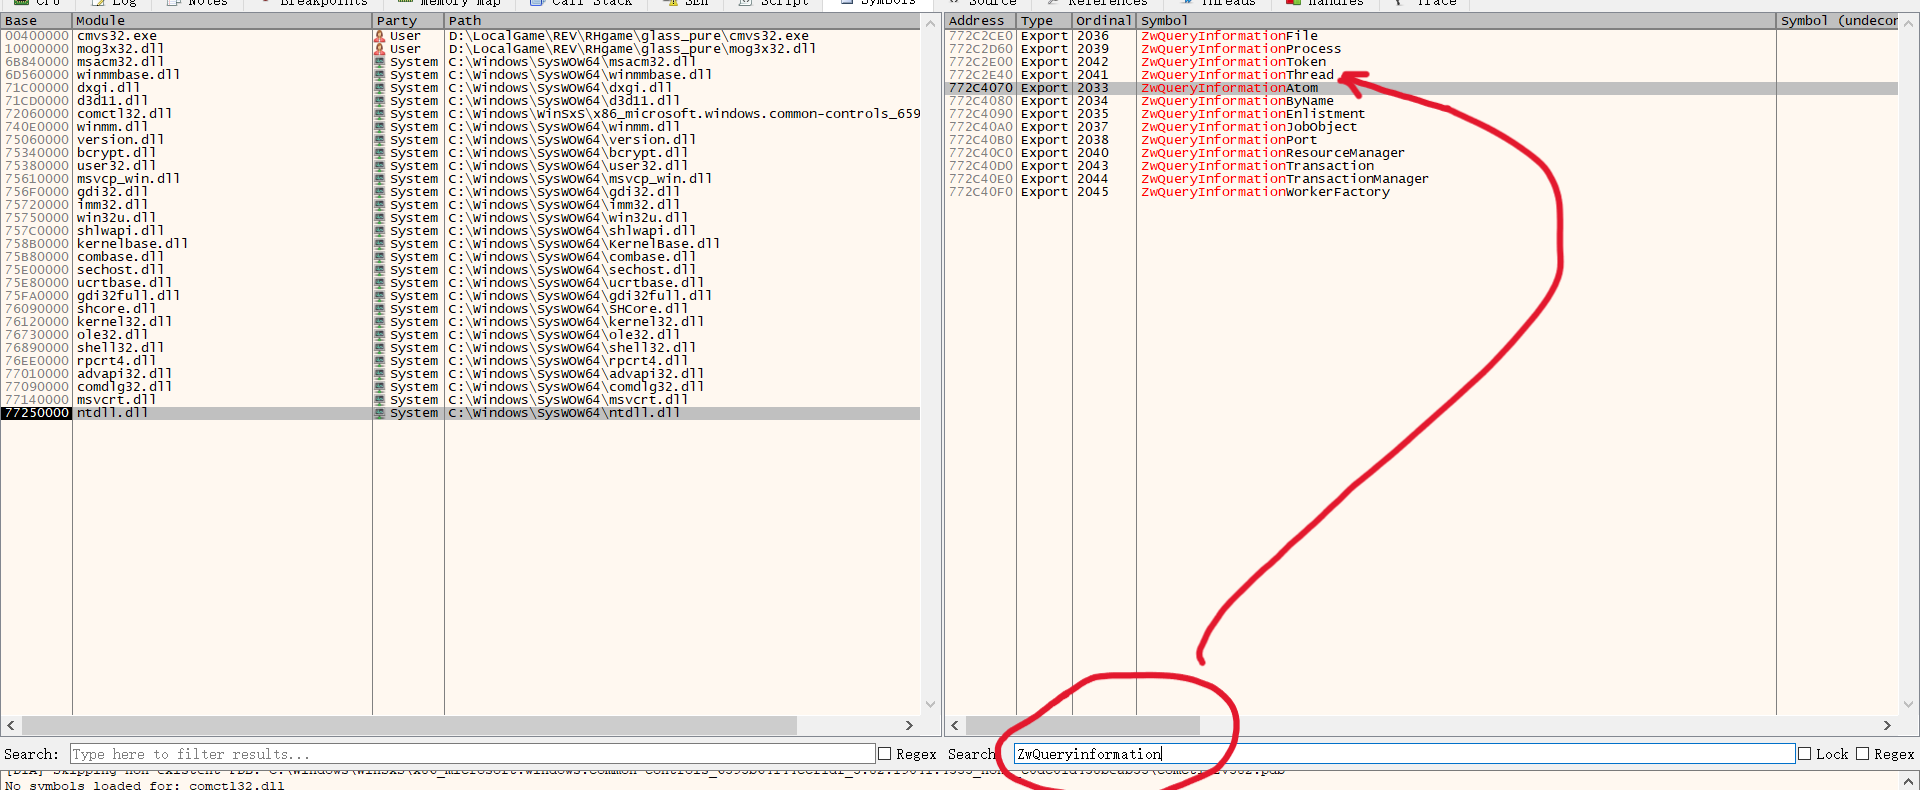 CPU Log Notes Breakpoints Memory Map Call Stack SEH Script Symbols Source References Threads Handles Trace
Base Module Party Path
00400000 cmvs32.exe User D:\LocalGame\REV\RHgame\glass_pure\cmvs32.exe
10000000 mog3x32.dll User D:\LocalGame\REV\RHgame\glass_pure\mog3x32.dll
6B840000 msacm32.dll System C:\Windows\SysWOW64\msacm32.dll
6D560000 winmmbase.dll System C:\Windows\SysWOW64\winmmbase.dll
71C00000 dxgi.dll System C:\Windows\SysWOW64\dxgi.dll
71CD0000 d3d11.dll System C:\Windows\SysWOW64\d3d11.dll
72060000 comctl32.dll System C:\Windows\WinSxS\x86_microsoft.windows.common-controls_659
740E0000 winmm.dll System C:\Windows\SysWOW64\winmm.dll
75060000 version.dll System C:\Windows\SysWOW64\version.dll
75340000 bcrypt.dll System C:\Windows\SysWOW64\bcrypt.dll
75380000 user32.dll System C:\Windows\SysWOW64\user32.dll
75610000 msvcp_win.dll System C:\Windows\SysWOW64\msvcp_win.dll
756F0000 gdi32.dll System C:\Windows\SysWOW64\gdi32.dll
75720000 imm32.dll System C:\Windows\SysWOW64\imm32.dll
75750000 win32u.dll System C:\Windows\SysWOW64\win32u.dll
757C0000 shlwapi.dll System C:\Windows\SysWOW64\shlwapi.dll
758B0000 kernelbase.dll System C:\Windows\SysWOW64\KernelBase.dll
75B80000 combase.dll System C:\Windows\SysWOW64\combase.dll
75E00000 sechost.dll System C:\Windows\SysWOW64\sechost.dll
75E80000 ucrtbase.dll System C:\Windows\SysWOW64\ucrtbase.dll
75FA0000 gdi32full.dll System C:\Windows\SysWOW64\gdi32full.dll
76090000 shcore.dll System C:\Windows\SysWOW64\SHCore.dll
76120000 kernel32.dll System C:\Windows\SysWOW64\kernel32.dll
76730000 ole32.dll System C:\Windows\SysWOW64\ole32.dll
76890000 shell32.dll System C:\Windows\SysWOW64\shell32.dll
76EE0000 rpcrt4.dll System C:\Windows\SysWOW64\rpcrt4.dll
77010000 advapi32.dll System C:\Windows\SysWOW64\advapi32.dll
77090000 comdlg32.dll System C:\Windows\SysWOW64\comdlg32.dll
77140000 msvcrt.dll System C:\Windows\SysWOW64\msvcrt.dll
77250000 ntdll.dll System C:\Windows\SysWOW64\ntdll.dll
Search: Type here to filter results... Regex
Address Type Ordinal Symbol Symbol (undecor
772C2CE0 Export 2036 ZwQueryInformationFile
772C2D60 Export 2039 ZwQueryInformationProcess
772C2E00 Export 2042 ZwQueryInformationToken
772C2E40 Export 2041 ZwQueryInformationThread
772C4070 Export 2033 ZwQueryInformationAtom
772C4080 Export 2034 ZwQueryInformationByName
772C4090 Export 2035 ZwQueryInformationEnlistment
772C40A0 Export 2037 ZwQueryInformationJobObject
772C40B0 Export 2038 ZwQueryInformationPort
772C40C0 Export 2040 ZwQueryInformationResourceManager
772C40D0 Export 2043 ZwQueryInformationTransaction
772C40E0 Export 2044 ZwQueryInformationTransactionManager
772C40F0 Export 2045 ZwQueryInformationWorkerFactory
Search ZwQueryinformation Lock Regex
[DIA] Skipping non-existent PDB:
No symbols loaded for: comctl32.dll